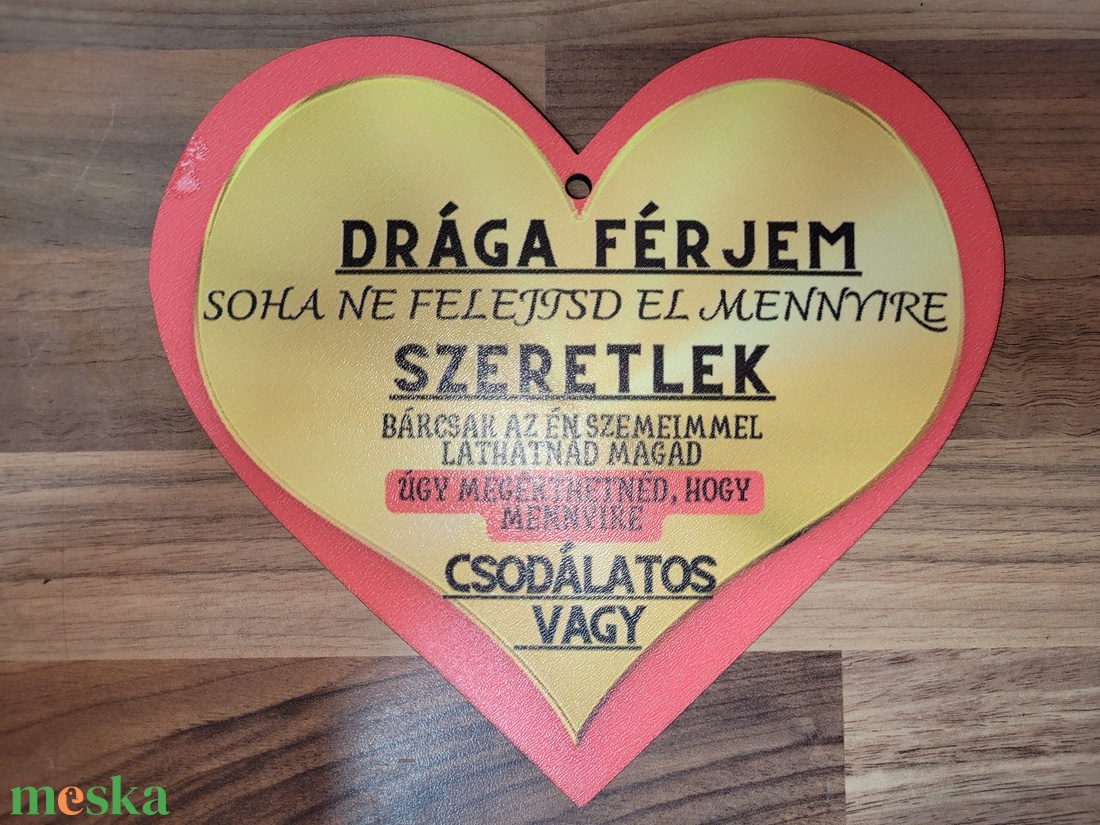 DRÁGA FÉRJEM
SOHA NE FELEJTSD EL MENNYIRE
SZERETLEK
BÁRCSAK AZ ÉN SZEMEIMMEL
LÁTHATNÁD MAGAD
ÚGY MEGÉRTHETNÉD, HOGY
MENNYIRE
CSODÁLATOS
VAGY
meska